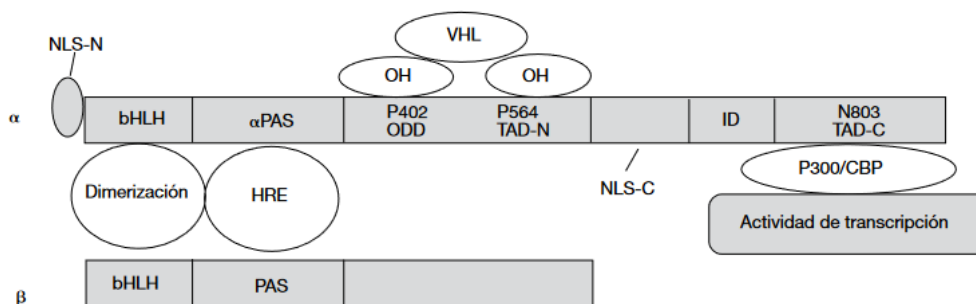 NLS-N
VHL
OH
OH
α
bHLH
αPAS
P402
ODD
P564
TAD-N
ID
N803
TAD-C
Dimerización
HRE
NLS-C
P300/CBP
Actividad de transcripción
β
bHLH
PAS